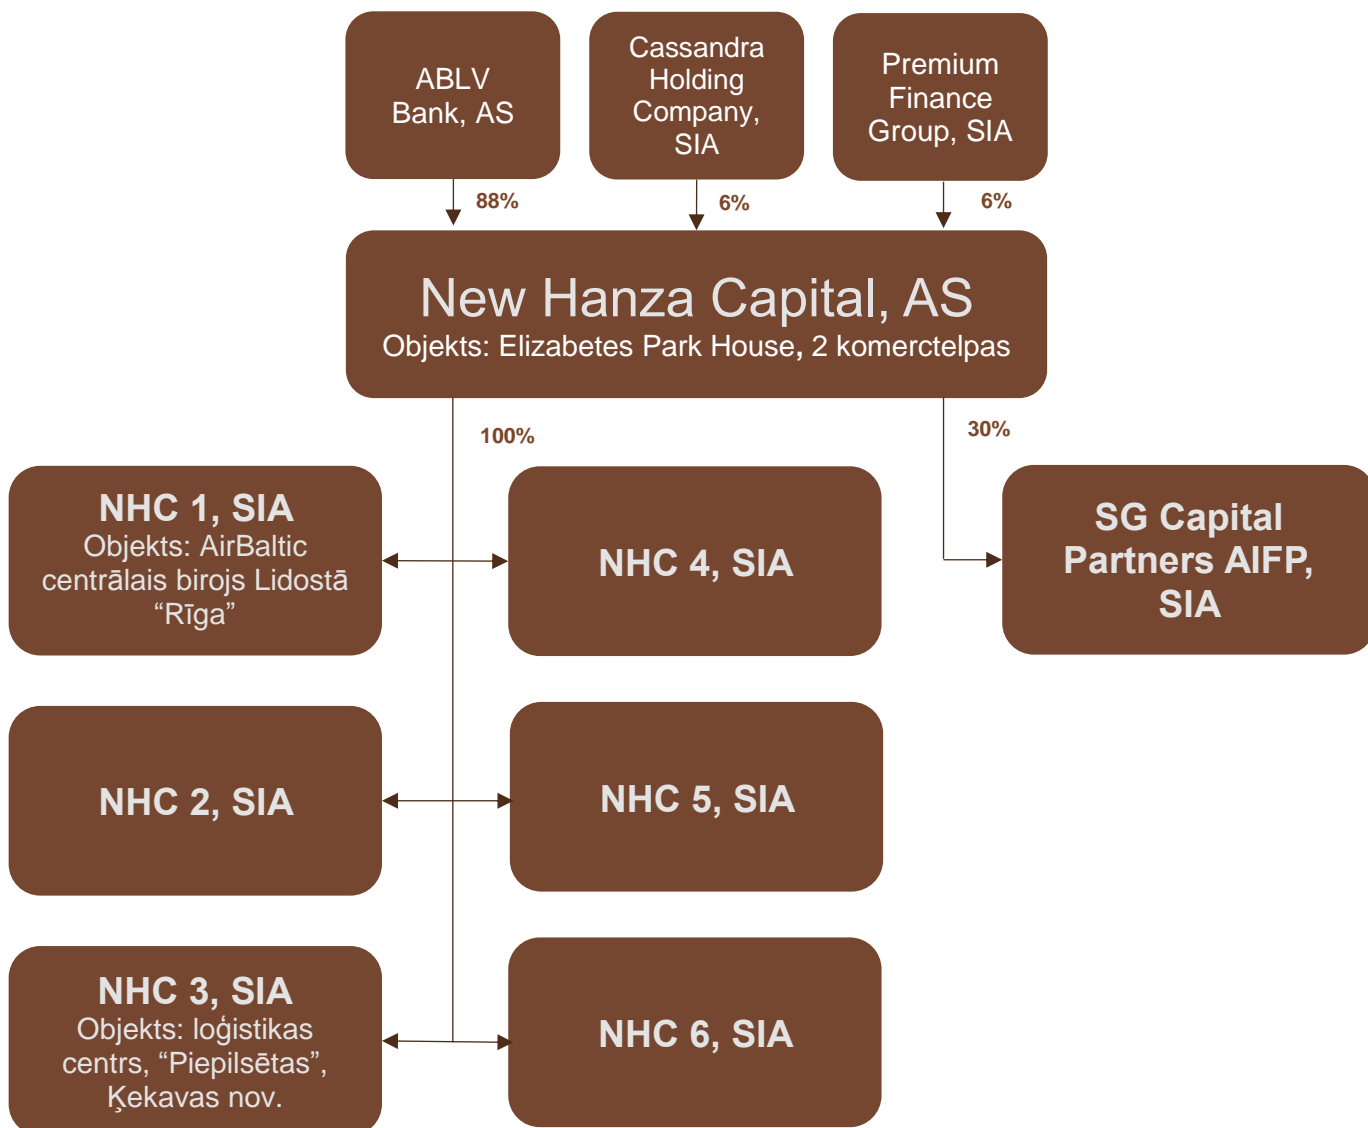 ABLV
Bank, AS
Cassandra
Holding
Company,
SIA
Premium
Finance
Group, SIA
88%
6%
6%
New Hanza Capital, AS
Objekts: Elizabetes Park House, 2 komerctelpas
100%
30%
NHC 1, SIA
Objekts: AirBaltic
centrālais birojs Lidostā
“Rīga”
NHC 4, SIA
SG Capital
Partners AIFP,
SIA
NHC 2, SIA
NHC 5, SIA
NHC 3, SIA
Objekts: loģistikas
centrs, “Piepilsētas”,
Ķekavas nov.
NHC 6, SIA